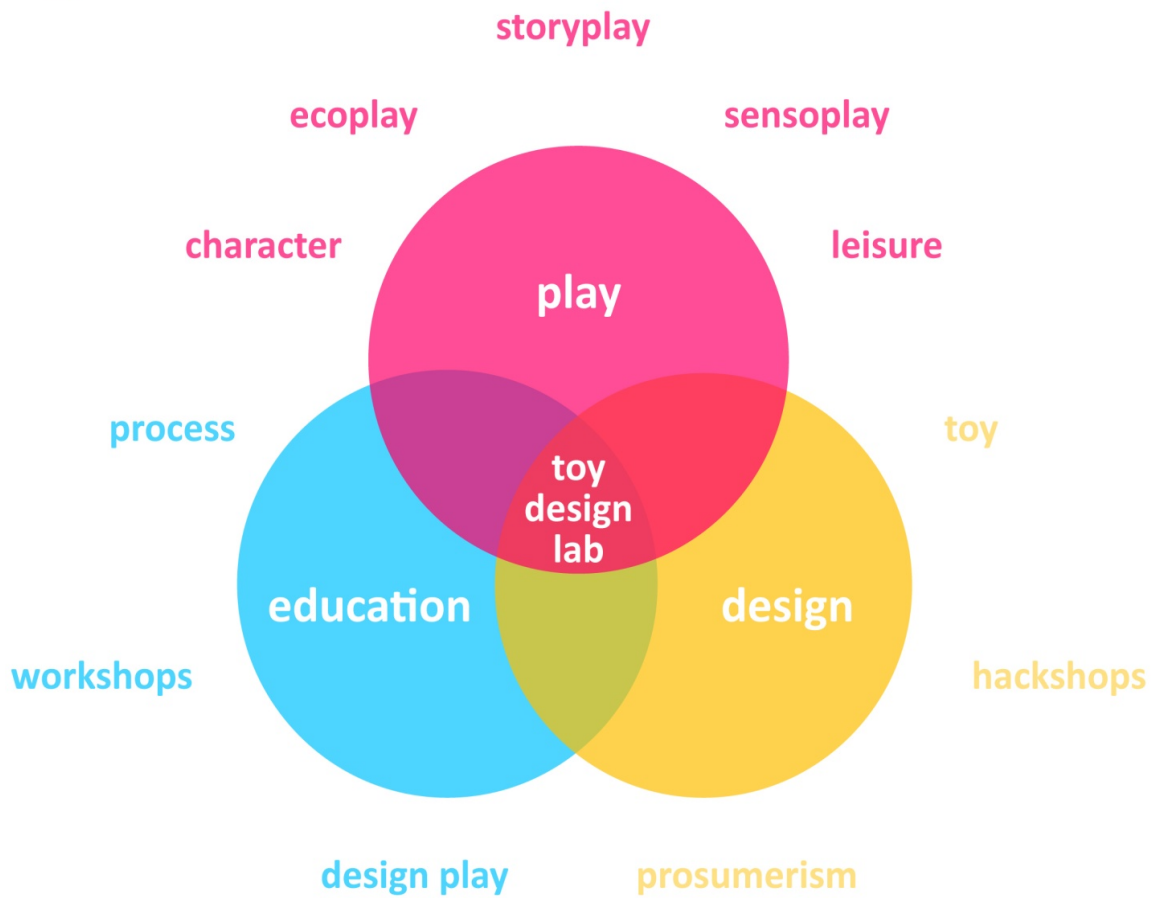 storyplay
ecoplay
sensoplay
character
leisure
play
process
toy
toy
design
lab
education
design
workshops
hackshops
design play
prosumerism